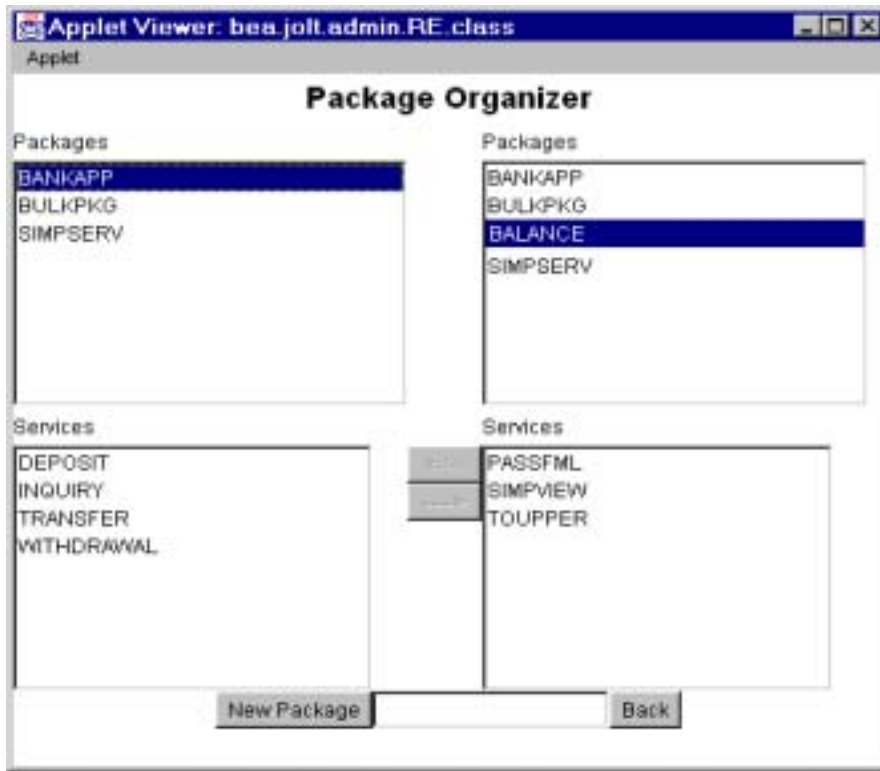 Applet Viewer: bea.jolt.admin.RE.class
Applet
Package Organizer
Packages
BANKAPP
BULKPKG
SIMPSERV
Packages
BANKAPP
BULKPKG
BALANCE
SIMPSERV
Services
DEPOSIT
INQUIRY
TRANSFER
WITHDRAWAL
Services
PASSFML
SIMPVIEW
TOUPPER
New Package
Back